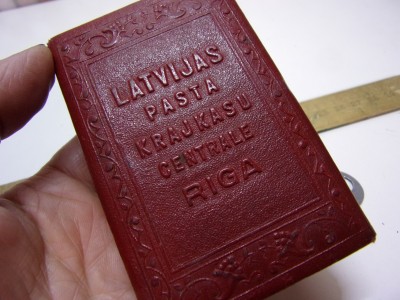 LATVIJAS
PASTA
KRAJKASU
CENTRALE
RIGA